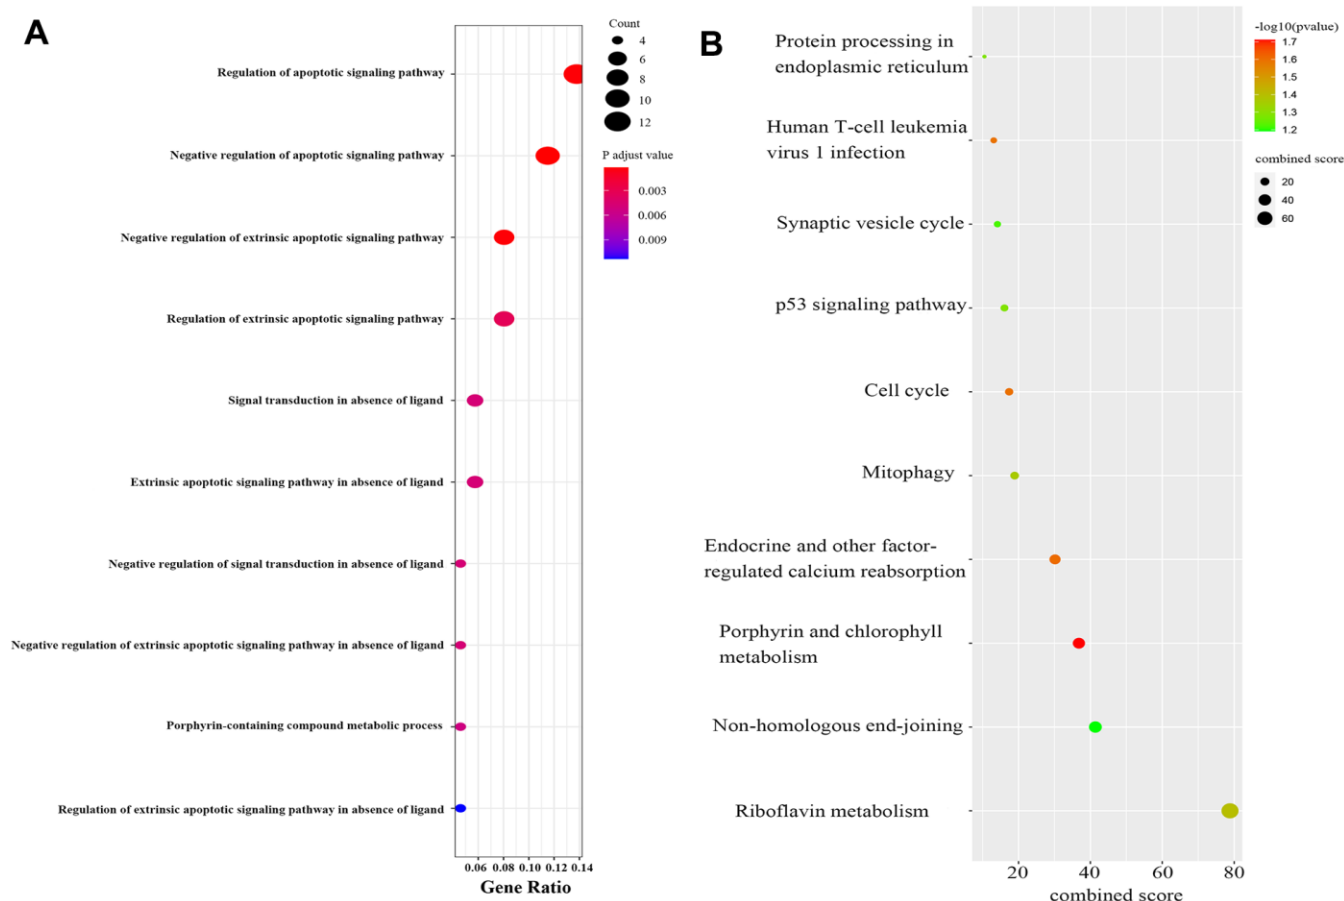 A
Regulation of apoptotic signaling pathway
Negative regulation of apoptotic signaling pathway
Negative regulation of extrinsic apoptotic signaling pathway
Regulation of extrinsic apoptotic signaling pathway
Signal transduction in absence of ligand
Extrinsic apoptotic signaling pathway in absence of ligand
Negative regulation of signal transduction in absence of ligand
Negative regulation of extrinsic apoptotic signaling pathway in absence of ligand
Porphyrin-containing compound metabolic process
Regulation of extrinsic apoptotic signaling pathway in absence of ligand
0.06 0.08 0.10 0.12 0.14
Gene Ratio
Count
4
6
8
10
12
P adjust value
0.003
0.006
0.009
B
Protein processing in
endoplasmic reticulum
Human T-cell leukemia
virus 1 infection
Synaptic vesicle cycle
p53 signaling pathway
Cell cycle
Mitophagy
Endocrine and other factor-
regulated calcium reabsorption
Porphyrin and chlorophyll
metabolism
Non-homologous end-joining
Riboflavin metabolism
20 40 60 80
combined score
-log10(pvalue)
1.7
1.6
1.5
1.4
1.3
1.2
combined score
20
40
60